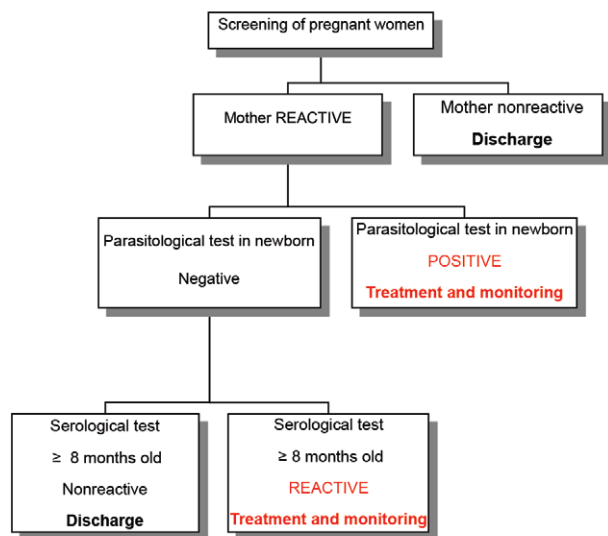 Screening of pregnant women
Mother REACTIVE
Mother nonreactive
Discharge
Parasitological test in newborn
Negative
Parasitological test in newborn
POSITIVE
Treatment and monitoring
Serological test
≥ 8 months old
Nonreactive
Discharge
Serological test
≥ 8 months old
REACTIVE
Treatment and monitoring